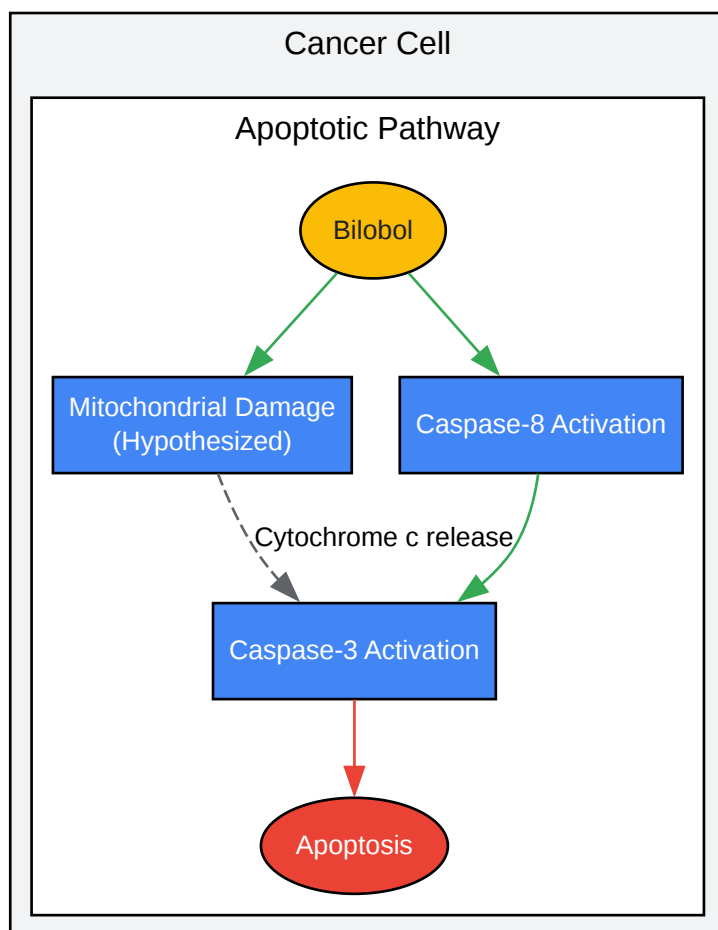 Cancer Cell
Apoptotic Pathway
Bilobol
Mitochondrial Damage
(Hypothesized)
Caspase-8 Activation
Cytochrome c release
Caspase-3 Activation
Apoptosis